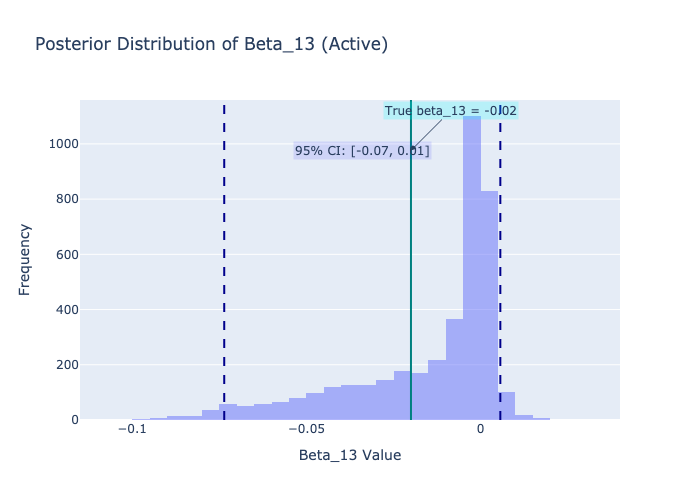 Posterior Distribution of Beta_13 (Active)
True beta_13 = -0.02
95% CI: [-0.07, 0.01]
1000
800
600
400
200
0
Frequency
−0.1
−0.05
0
Beta_13 Value